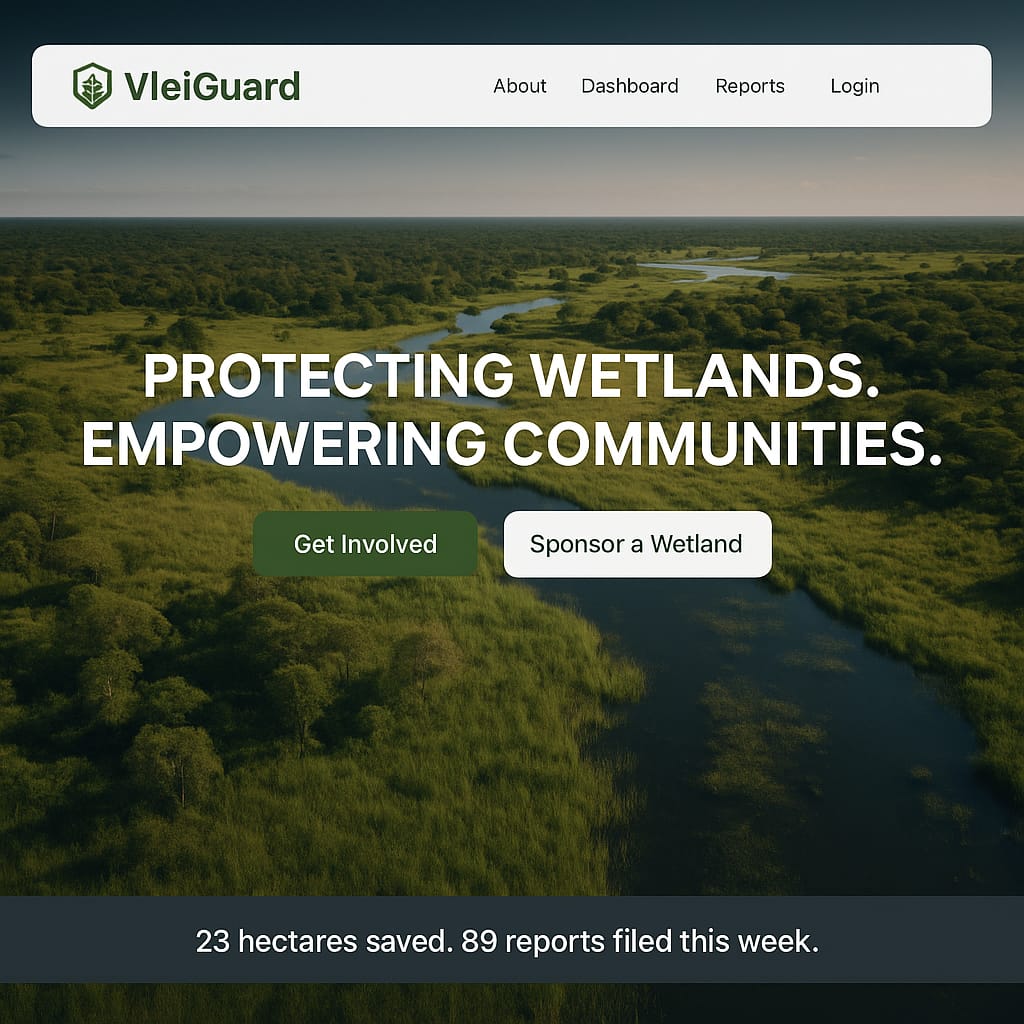 VleiGuard
About Dashboard Reports Login
PROTECTING WETLANDS.
EMPOWERING COMMUNITIES.
Get Involved Sponsor a Wetland
23 hectares saved. 89 reports filed this week.